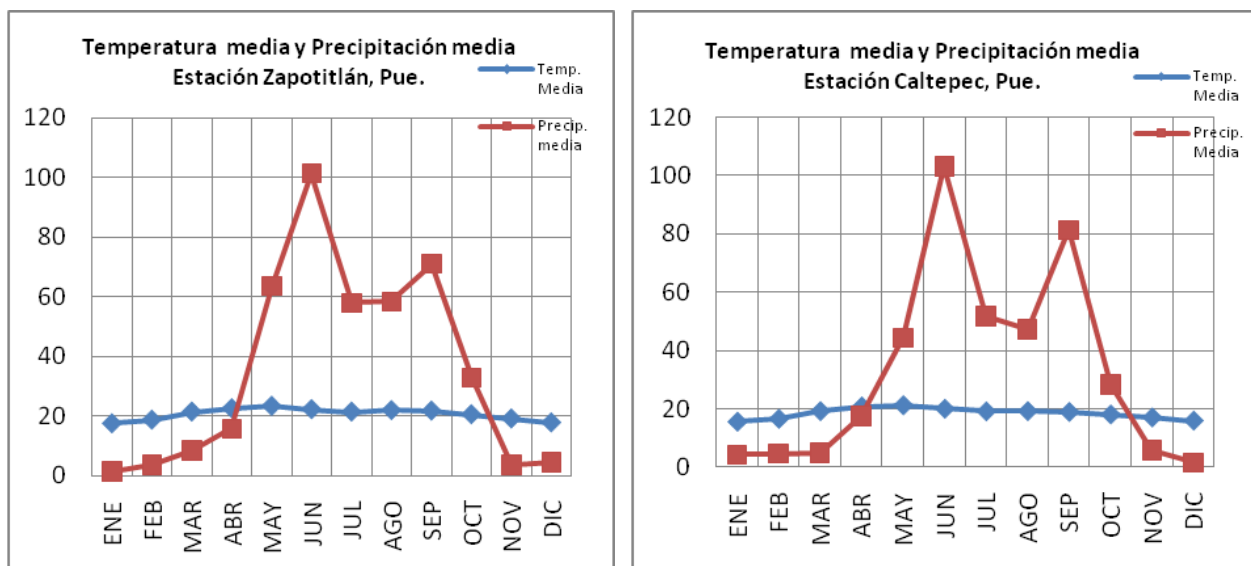 Temperatura media y Precipitación media
Estación Zapotitlán, Pue.
Temp.
Media
Precip.
media
120
100
80
60
40
20
0
ENE
FEB
MAR
ABR
MAY
JUN
JUL
AGO
SEP
OCT
NOV
DIC
Temperatura media y Precipitación media
Estación Caltepec, Pue.
Temp.
Media
Precip.
Media
120
100
80
60
40
20
0
ENE
FEB
MAR
ABR
MAY
JUN
JUL
AGO
SEP
OCT
NOV
DIC